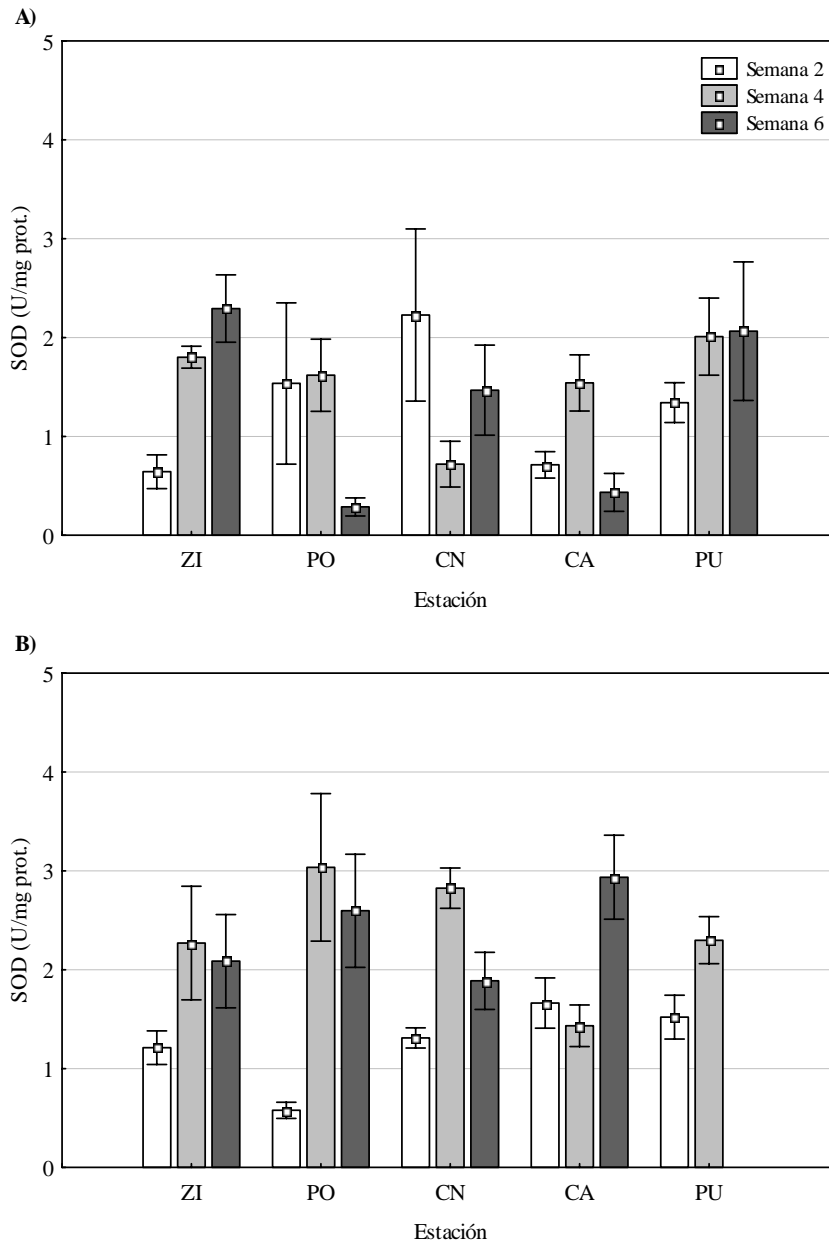 A)
5
4
3
2
1
0
SOD (U/mg prot.)
Semana 2
Semana 4
Semana 6
ZI PO CN CA PU
Estación
B)
5
4
3
2
1
0
SOD (U/mg prot.)
ZI PO CN CA PU
Estación